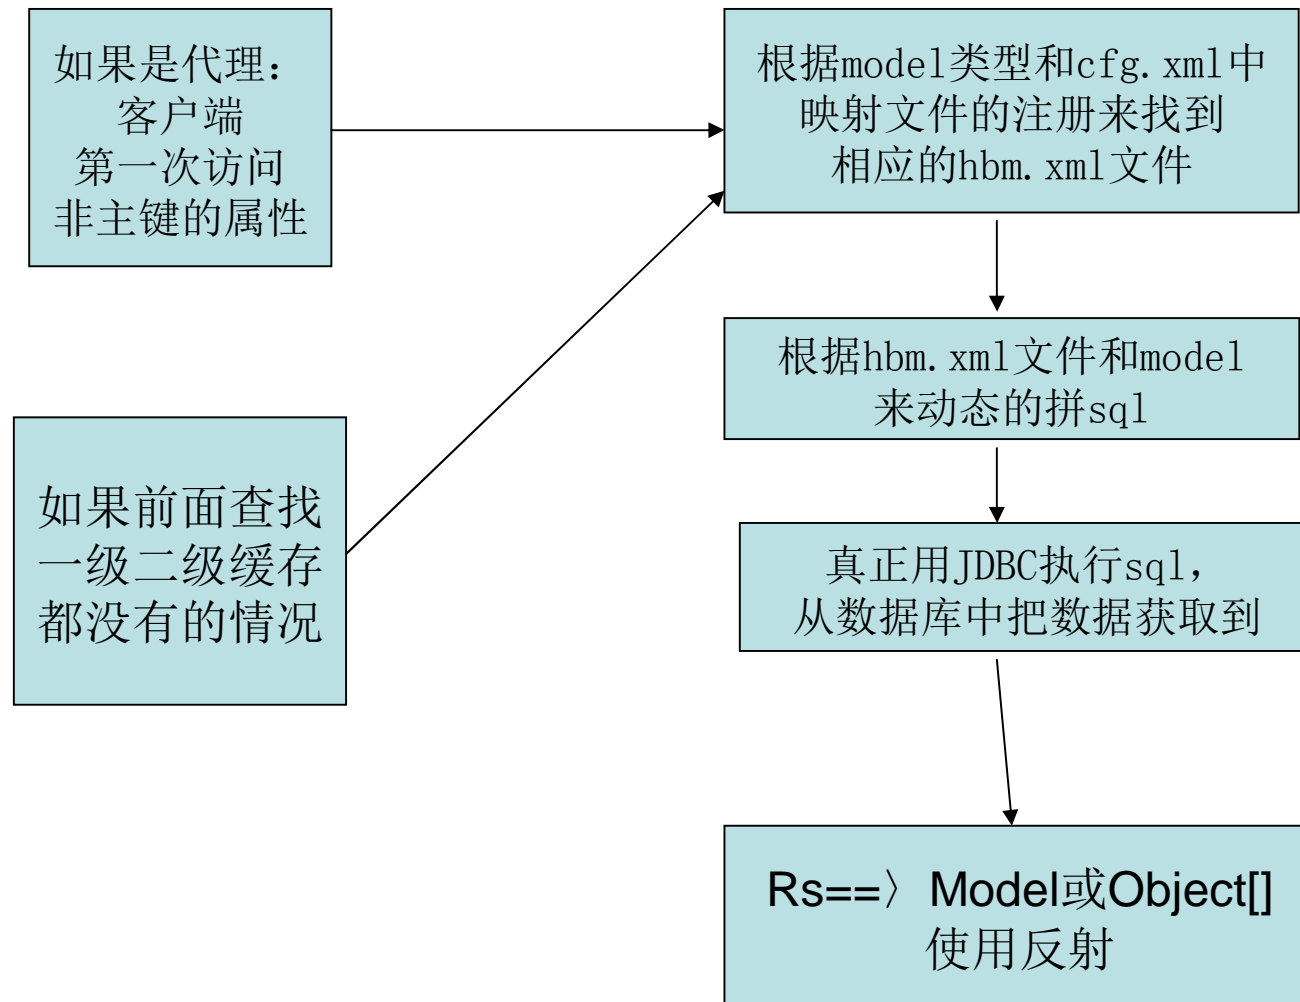 如果是代理：
客户端
第一次访问
非主键的属性
根据model类型和cfg.xml中
映射文件的注册来找到
相应的hbm.xml文件
根据hbm.xml文件和model
来动态的拼sql
如果前面查找
一级二级缓存
都没有的情况
真正用JDBC执行sql，
从数据库中把数据获取到
Rs==〉Model或Object[]
使用反射